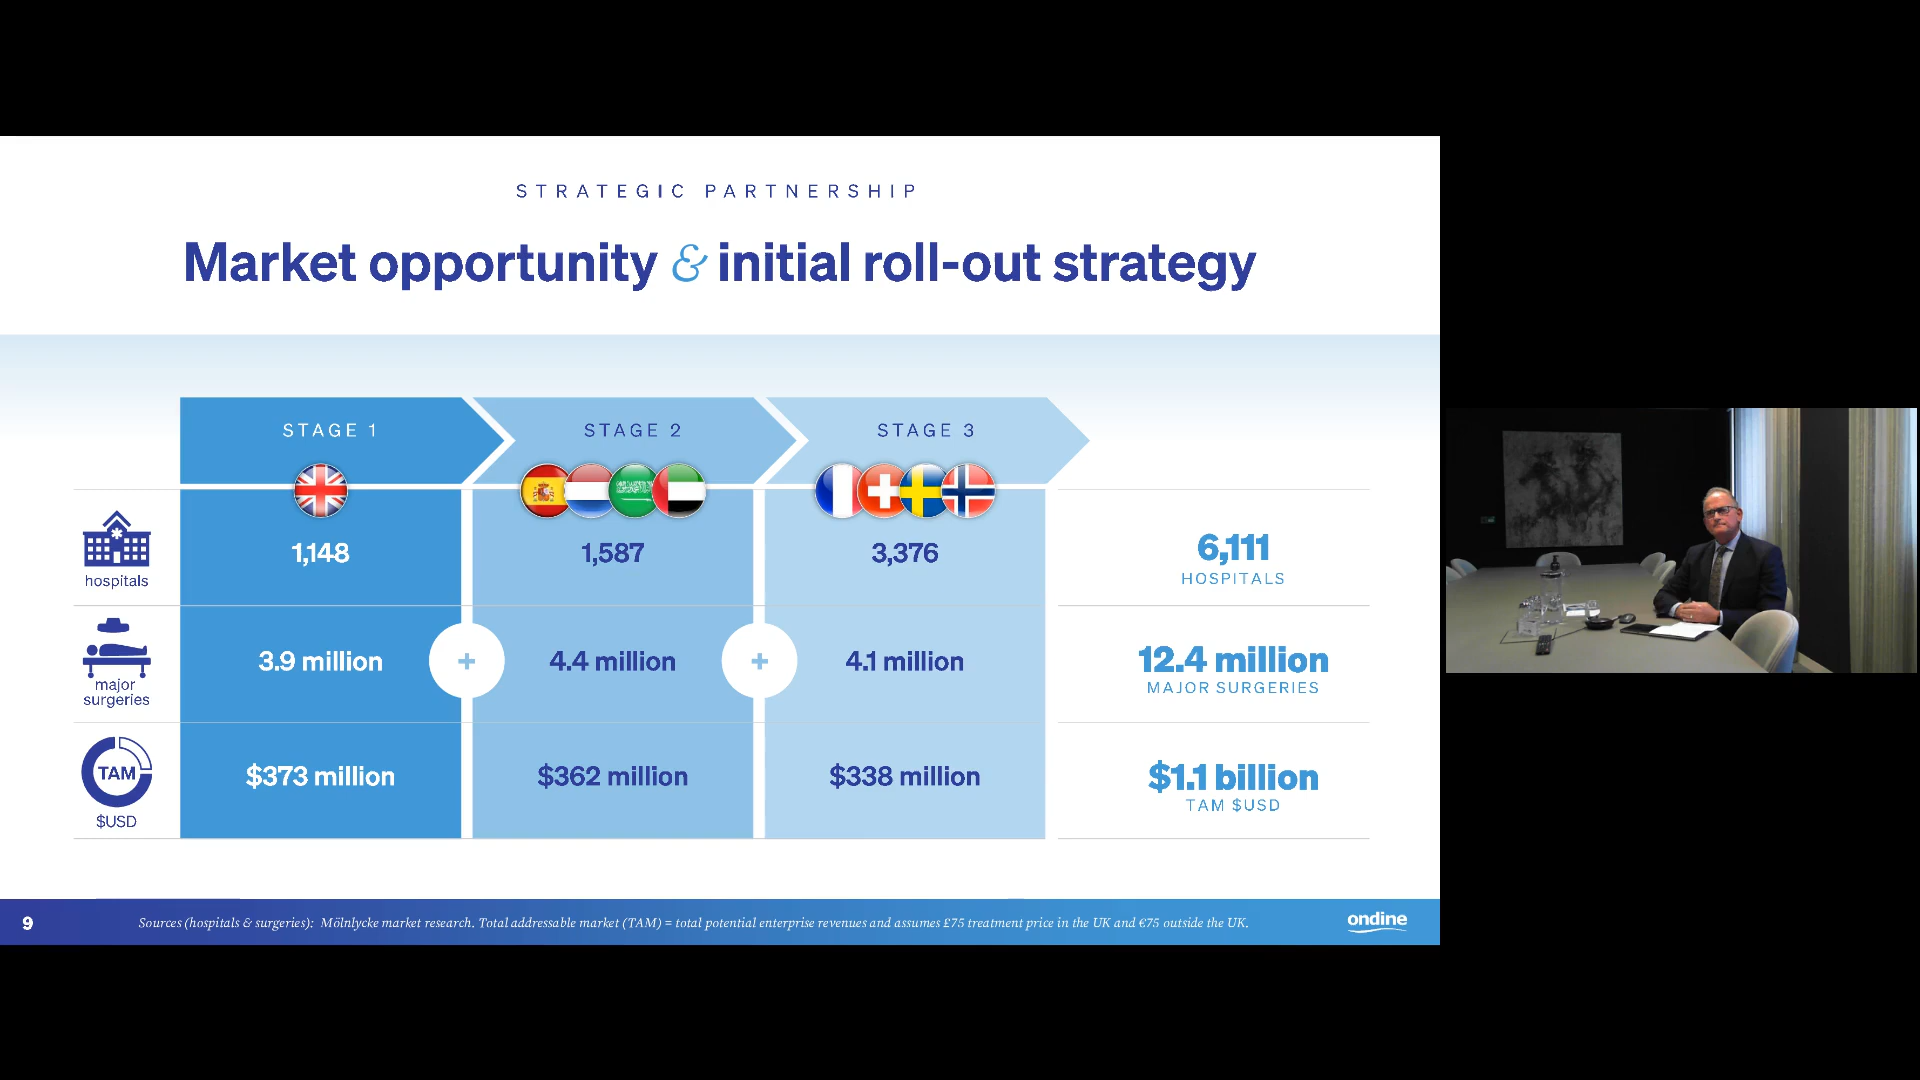 STRATEGIC PARTNERSHIP
Market opportunity & initial roll-out strategy
STAGE 1
STAGE 2
STAGE 3
hospitals
1,148
1,587
3,376
6,111
HOSPITALS
major
surgeries
3.9 million
+
4.4 million
+
4.1 million
12.4 million
MAJOR SURGERIES
TAM
$USD
$373 million
$362 million
$338 million
$1.1 billion
TAM $USD
9
Sources (hospitals & surgeries): Mölnlycke market research. Total addressable market (TAM) = total potential enterprise revenues and assumes £75 treatment price in the UK and €75 outside the UK.
ondine